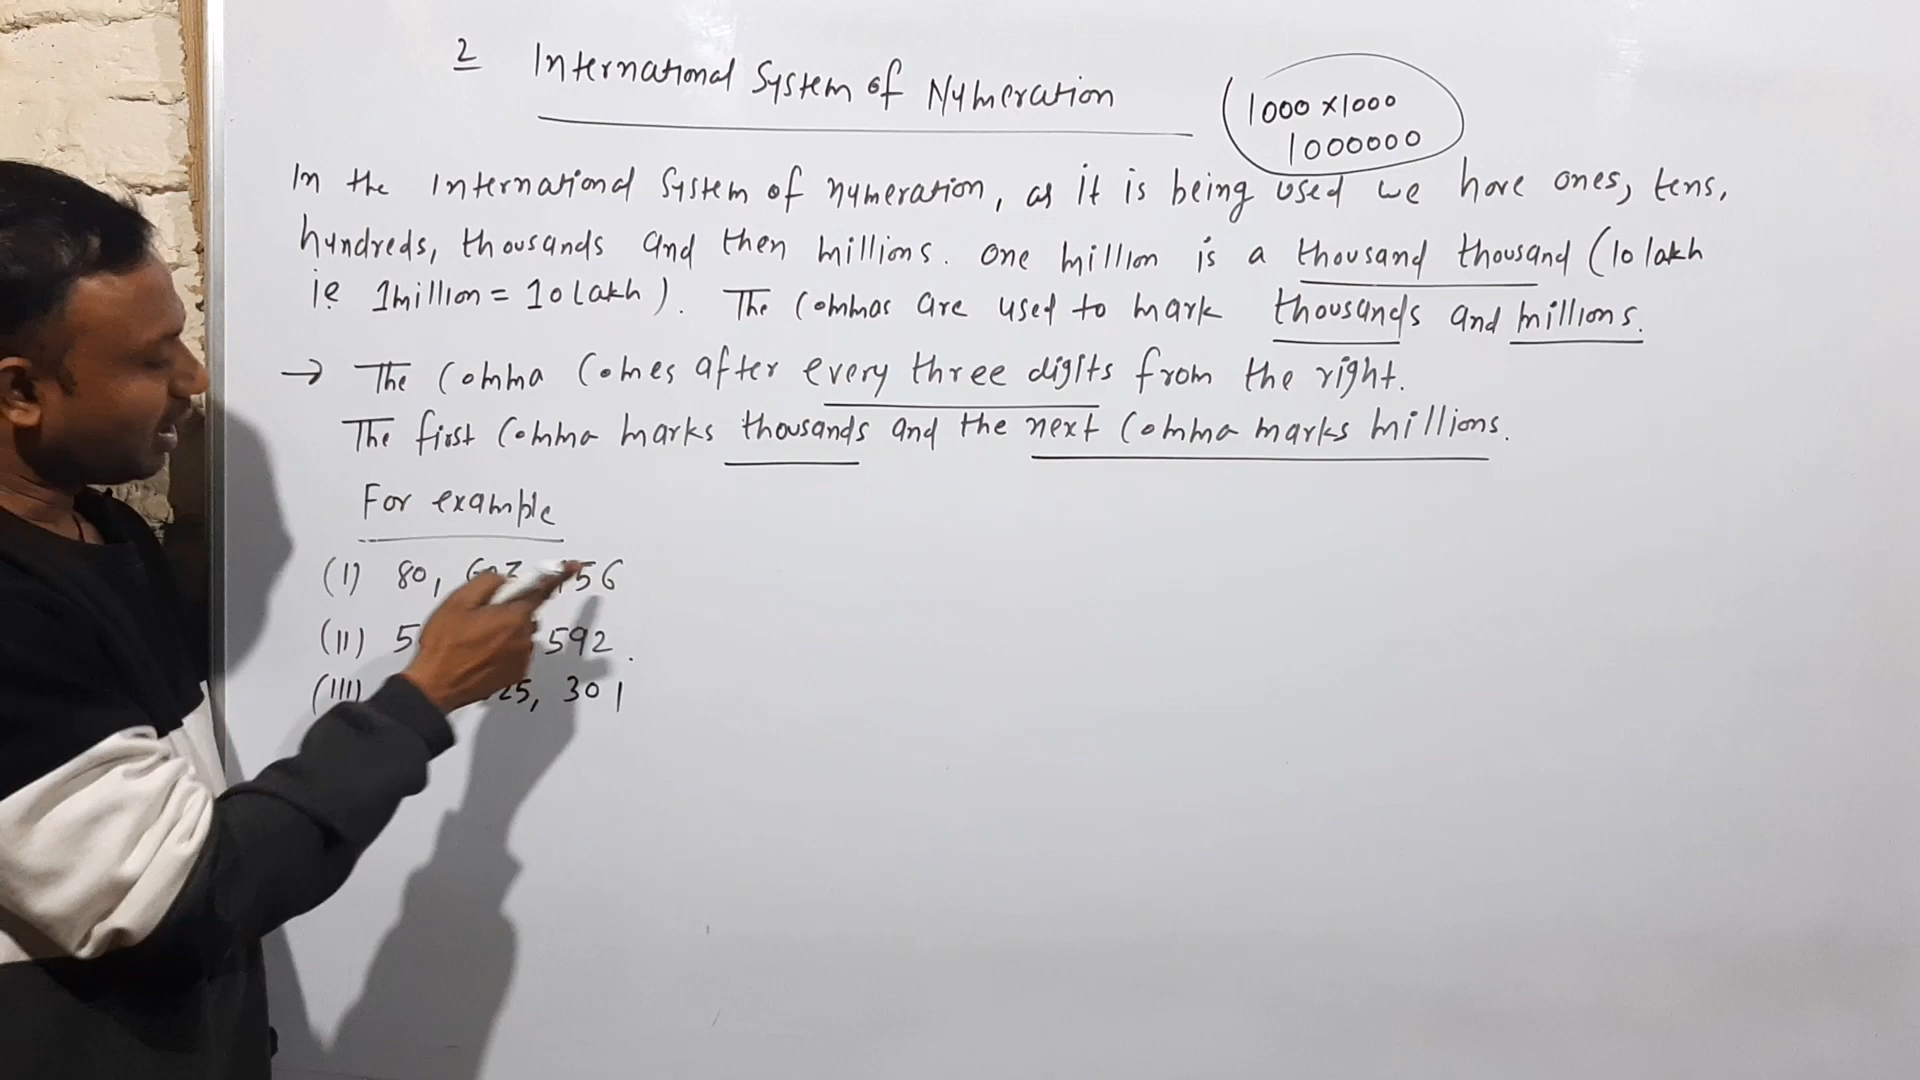 2 International System of Numeration
1000 x 1000
1000000
In the International System of numeration, as it is being used we have ones, tens,
hundreds, thousands and then millions. One million is a thousand thousand (10 lakh
ie 1 million = 10 Lakh). The Commas are used to mark thousands and millions.
→ The Comma Comes after every three digits from the right.
The first Comma marks thousands and the next Comma marks millions.
For example
(I) 80, 56
(II) 592.
(III) 25, 301